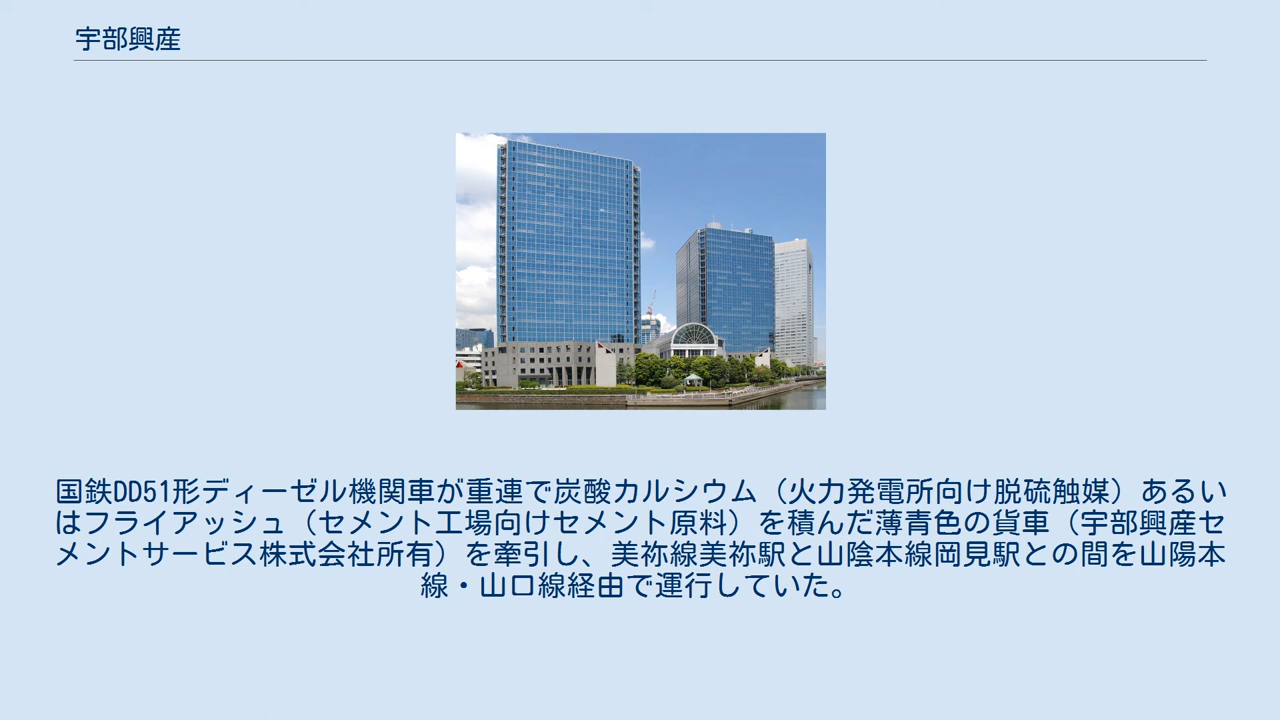 宇部興産
国鉄DD51形ディーゼル機関車が重連で炭酸カルシウム（火力発電所向け脱硫触媒）あるい
はフライアッシュ（セメント工場向けセメント原料）を積んだ薄青色の貨車（宇部興産セ
メントサービス株式会社所有）を牽引し、美祢線美祢駅と山陰本線岡見駅との間を山陽本
線・山口線経由で運行していた。